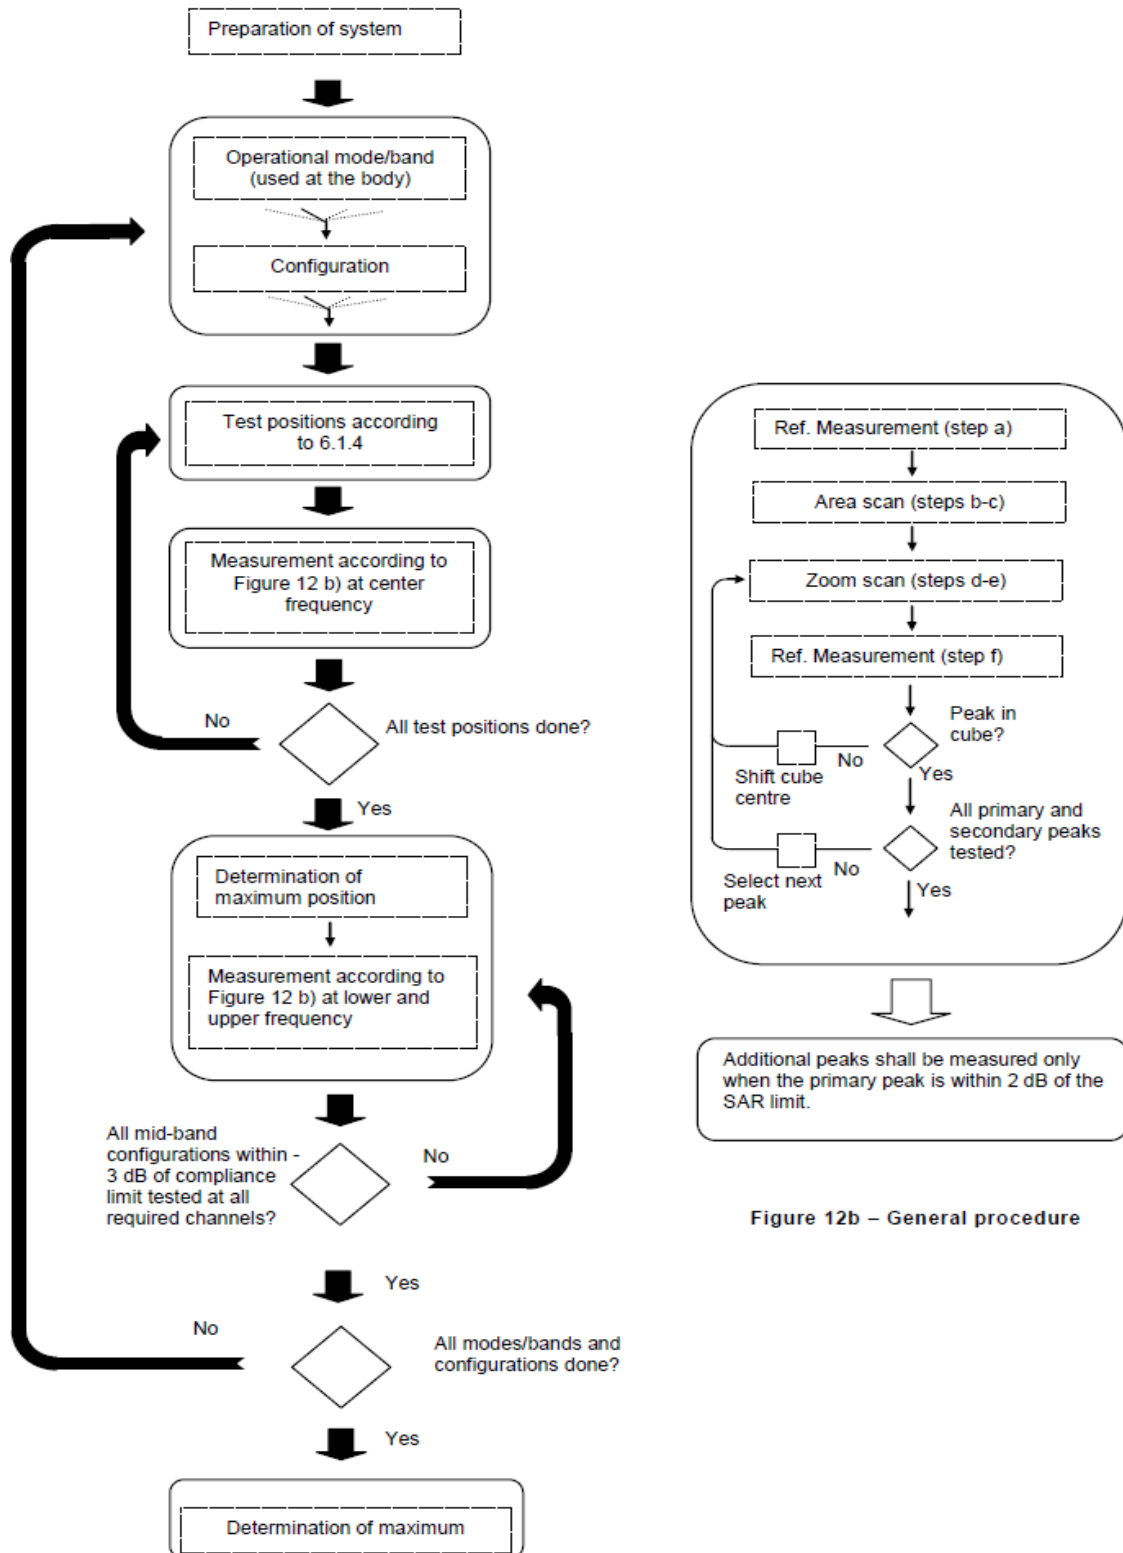 Preparation of system
Operational mode/band
(used at the body)
Configuration
Test positions according
to 6.1.4
Measurement according to
Figure 12 b) at center
frequency
No
All test positions done?
Yes
Determination of
maximum position
Measurement according to
Figure 12 b) at lower and
upper frequency
All mid-band
configurations within -
3 dB of compliance
limit tested at all
required channels?
No
Yes
No
All modes/bands and
configurations done?
Yes
Determination of maximum
Ref. Measurement (step a)
Area scan (steps b-c)
Zoom scan (steps d-e)
Ref. Measurement (step f)
Peak in
cube?
No
Shift cube
centre
Yes
All primary and
secondary peaks
tested?
No
Select next
peak
Yes
Additional peaks shall be measured only
when the primary peak is within 2 dB of the
SAR limit.
Figure 12b – General procedure